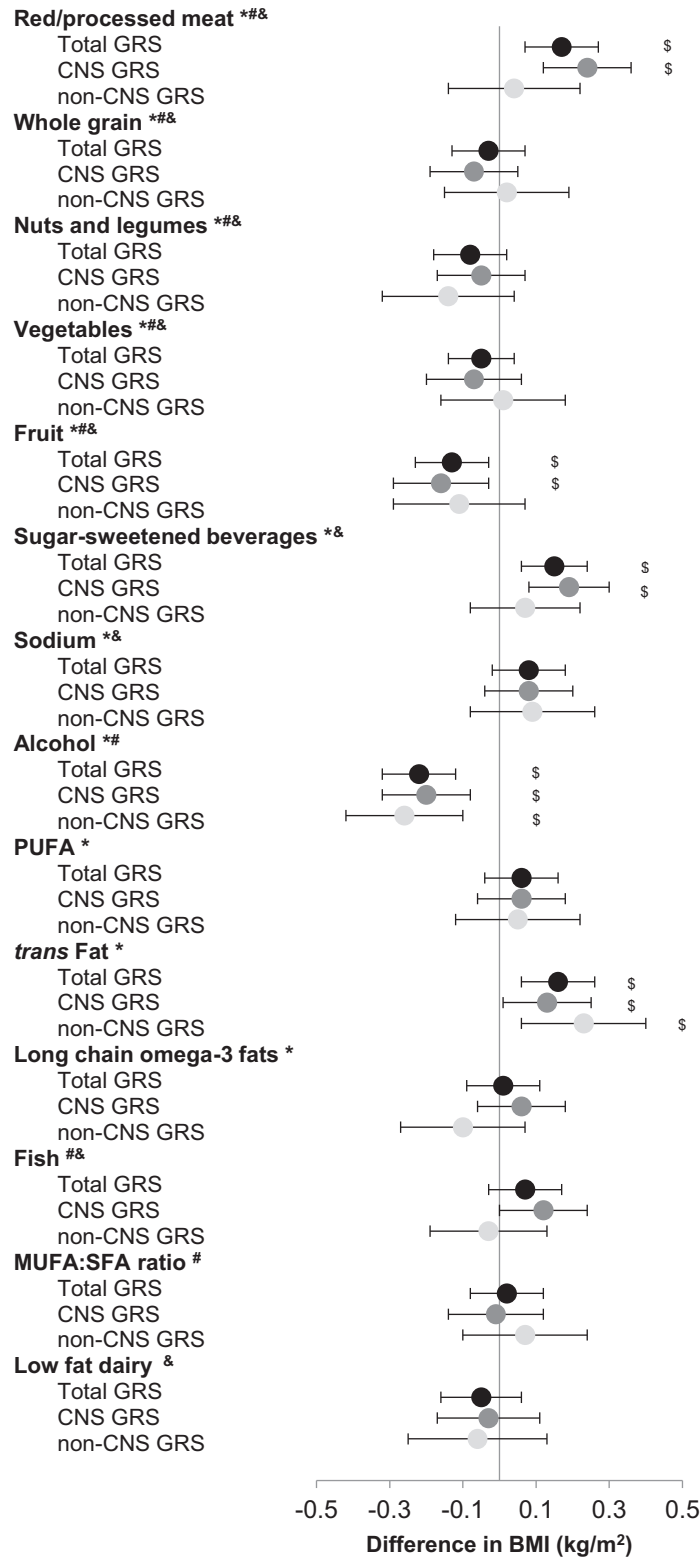 Red/processed meat *#&
Total GRS $
CNS GRS $
non-CNS GRS
Whole grain *#&
Total GRS
CNS GRS
non-CNS GRS
Nuts and legumes *#&
Total GRS
CNS GRS
non-CNS GRS
Vegetables *#&
Total GRS
CNS GRS
non-CNS GRS
Fruit *#&
Total GRS $
CNS GRS $
non-CNS GRS
Sugar-sweetened beverages *&
Total GRS $
CNS GRS $
non-CNS GRS
Sodium *&
Total GRS
CNS GRS
non-CNS GRS
Alcohol *#
Total GRS $
CNS GRS $
non-CNS GRS $
PUFA *
Total GRS
CNS GRS
non-CNS GRS
trans Fat *
Total GRS $
CNS GRS $
non-CNS GRS $
Long chain omega-3 fats *
Total GRS
CNS GRS
non-CNS GRS
Fish #&
Total GRS
CNS GRS
non-CNS GRS
MUFA:SFA ratio #
Total GRS
CNS GRS
non-CNS GRS
Low fat dairy &
Total GRS
CNS GRS
non-CNS GRS
-0.5 -0.3 -0.1 0.1 0.3 0.5
Difference in BMI (kg/m²)